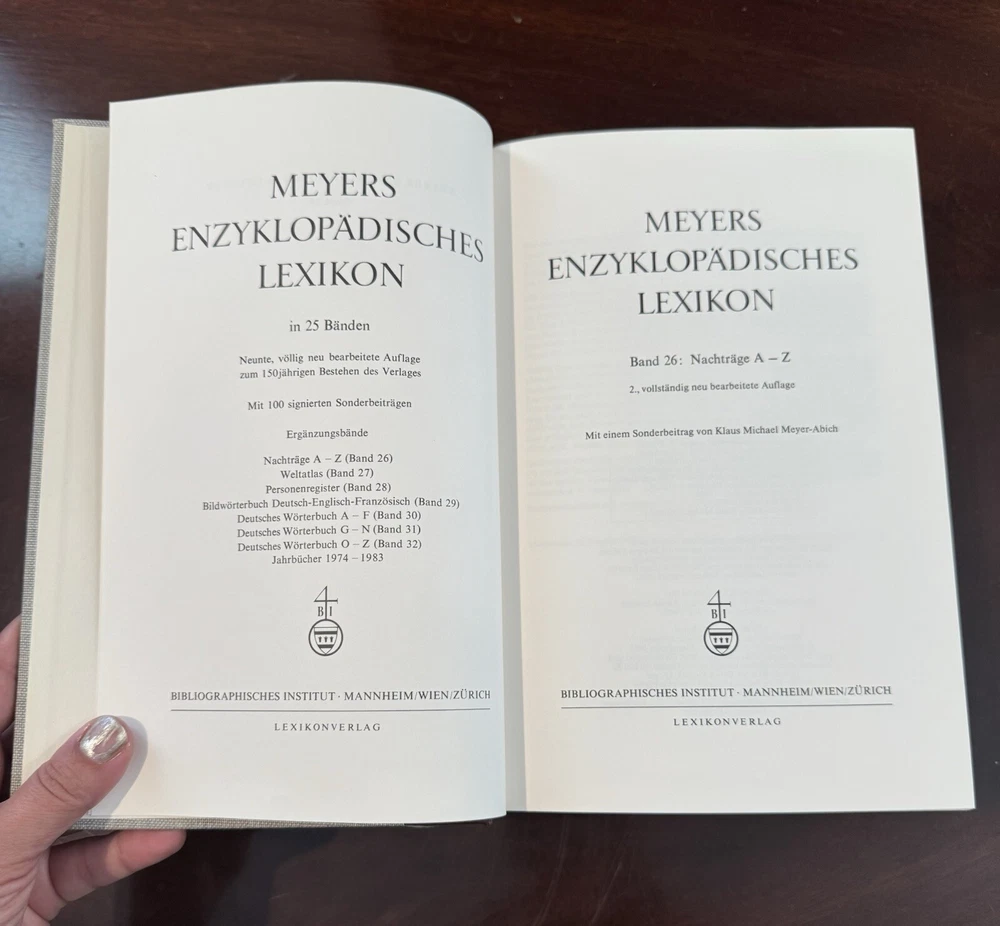 MEYERS
ENZYKLOPÄDISCHES
LEXIKON
in 25 Bänden
Neunte, völlig neu bearbeitete Auflage
zum 150jährigen Bestehen des Verlages
Mit 100 signierten Sonderbeiträgen
Ergänzungsbände
Nachträge A – Z (Band 26)
Weltatlas (Band 27)
Personenregister (Band 28)
Bildwörterbuch Deutsch-Englisch-Französisch (Band 29)
Deutsches Wörterbuch A – F (Band 30)
Deutsches Wörterbuch G – N (Band 31)
Deutsches Wörterbuch O – Z (Band 32)
Jahrbücher 1974 – 1983
B I
BIBLIOGRAPHISCHES INSTITUT · MANNHEIM/WIEN/ZÜRICH
LEXIKONVERLAG
MEYERS
ENZYKLOPÄDISCHES
LEXIKON
Band 26: Nachträge A – Z
2., vollständig neu bearbeitete Auflage
Mit einem Sonderbeitrag von Klaus Michael Meyer-Abich
B I
BIBLIOGRAPHISCHES INSTITUT · MANNHEIM/WIEN/ZÜRICH
LEXIKONVERLAG